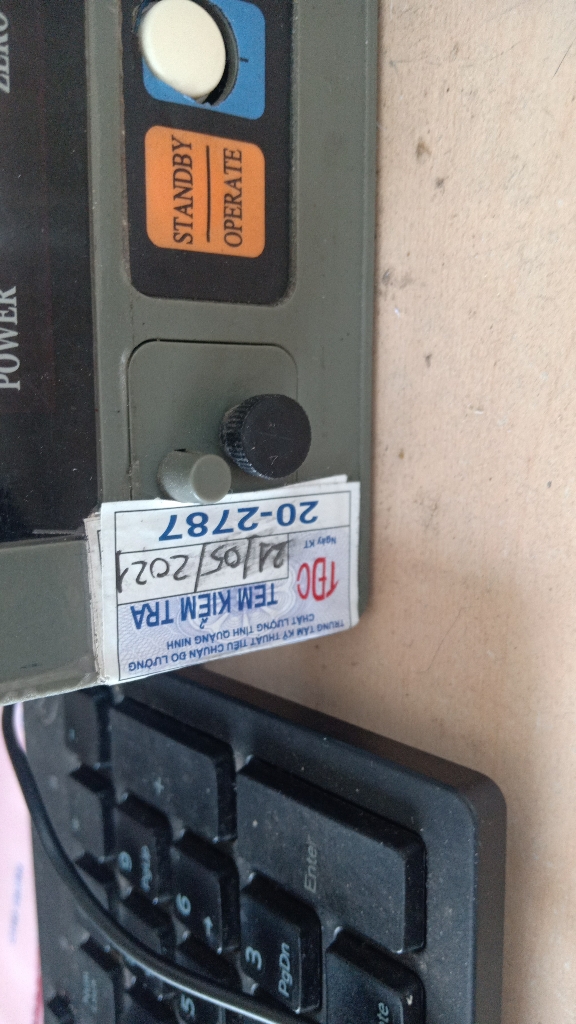 ZERO
POWER
STANDBY
OPERATE
TRUNG TÂM KỸ THUẬT TIÊU CHUẨN ĐO LƯỜNG
CHẤT LƯỢNG TỈNH QUẢNG NINH
TĐC
TEM KIỂM TRA
Ngày KT
21/05/2021
20-2787
+
Enter
9
PgUp
6
→
3
PgDn
5